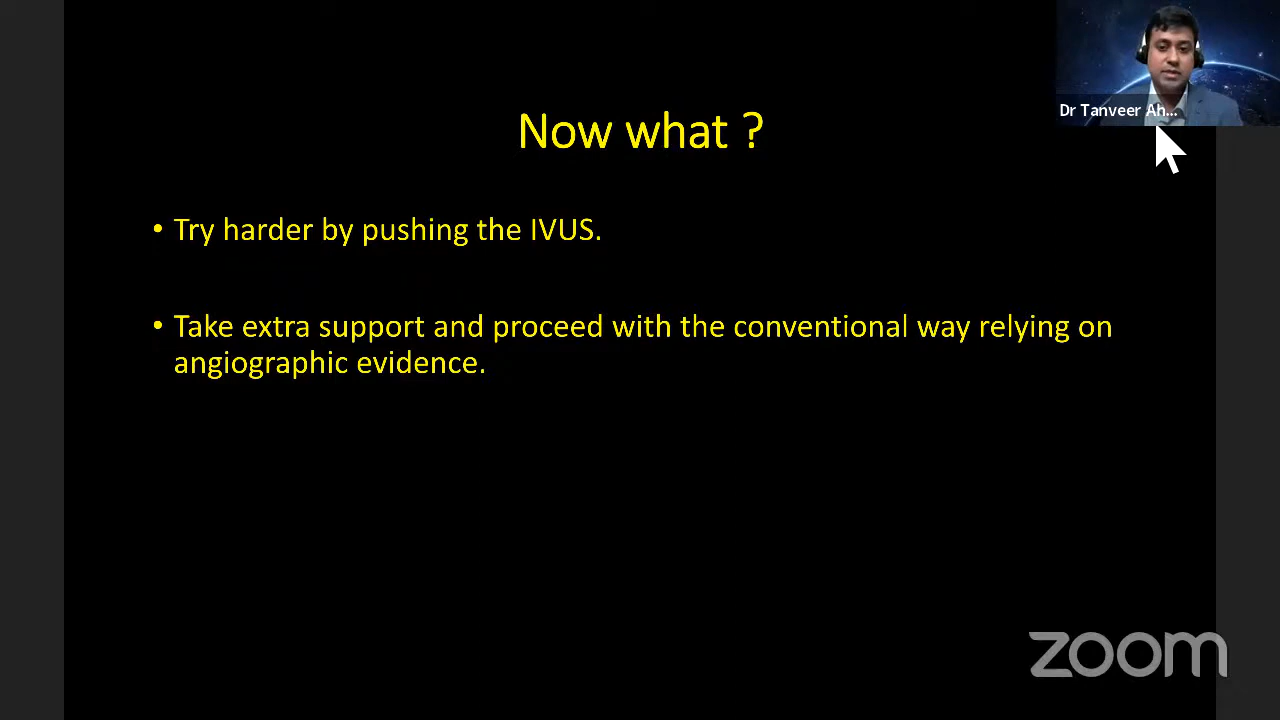 Dr Tanveer Ah...
Now what ?
• Try harder by pushing the IVUS.
• Take extra support and proceed with the conventional way relying on
angiographic evidence.
zoom